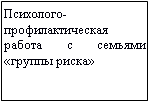 Психолого-
профилактическая
работа с семьями
«группы риска»